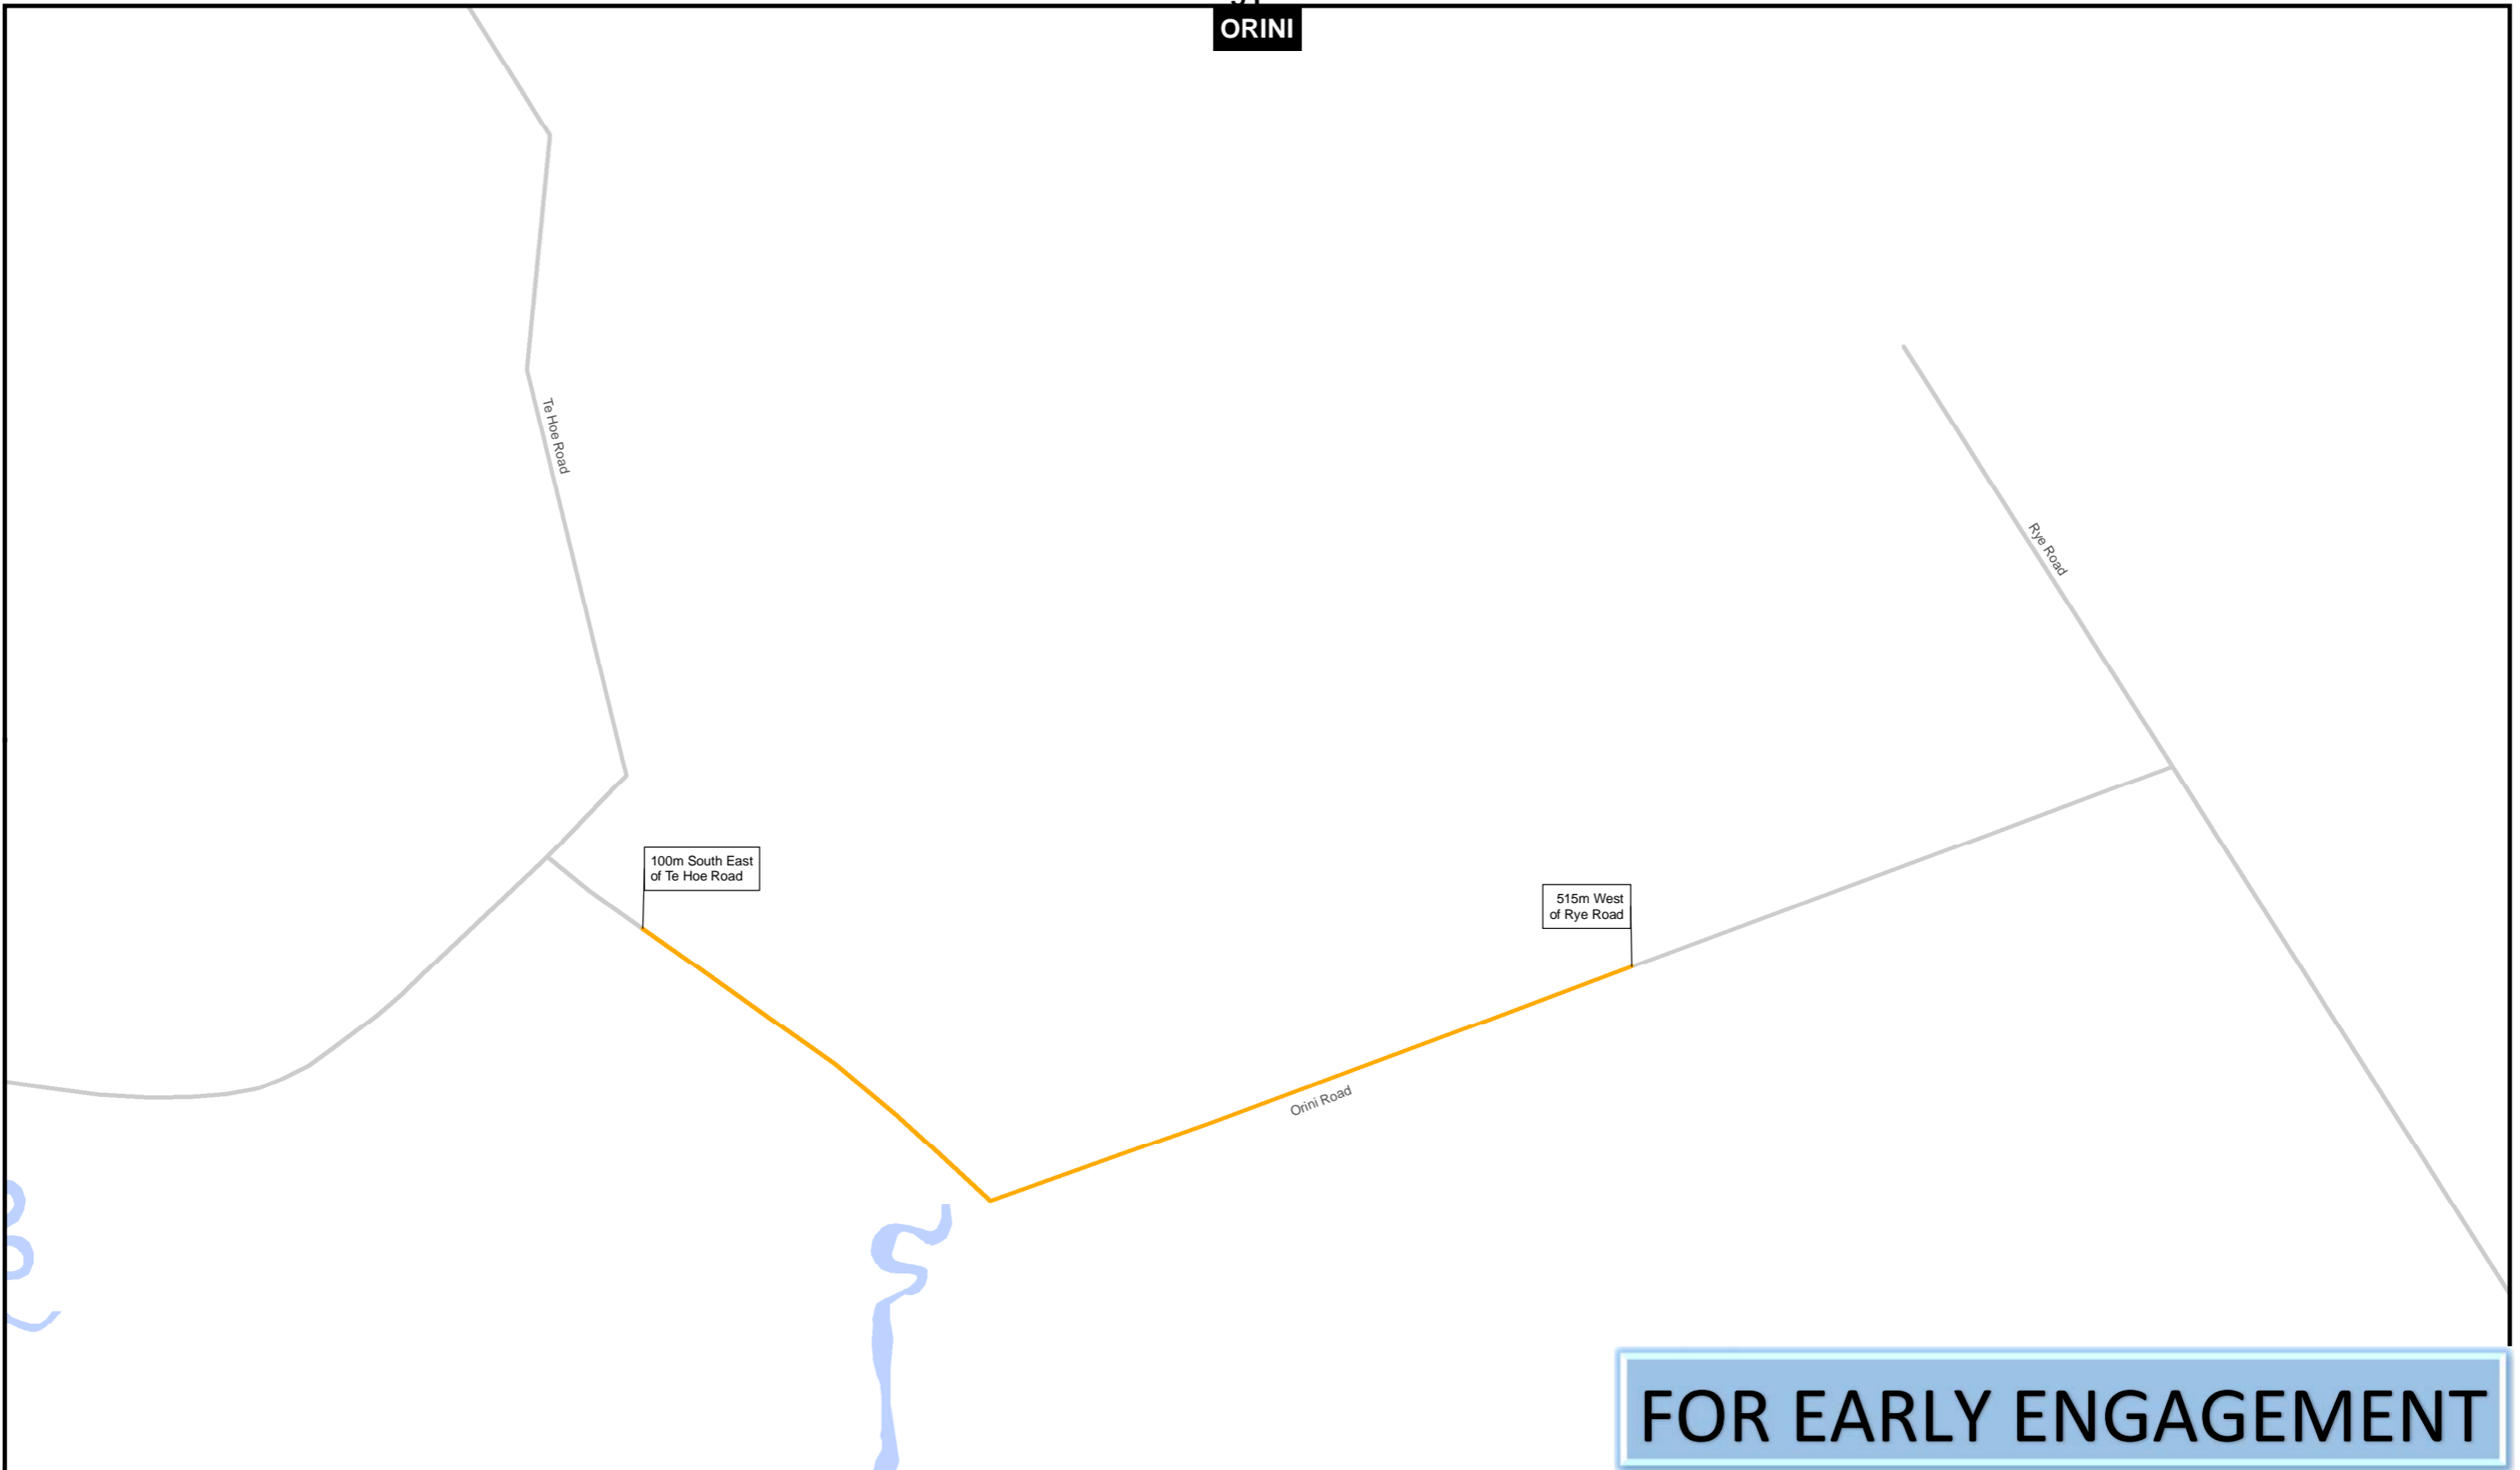 ORINI
Te Hoe Road
Rye Road
100m South East
of Te Hoe Road
515m West
of Rye Road
Orini Road
FOR EARLY ENGAGEMENT